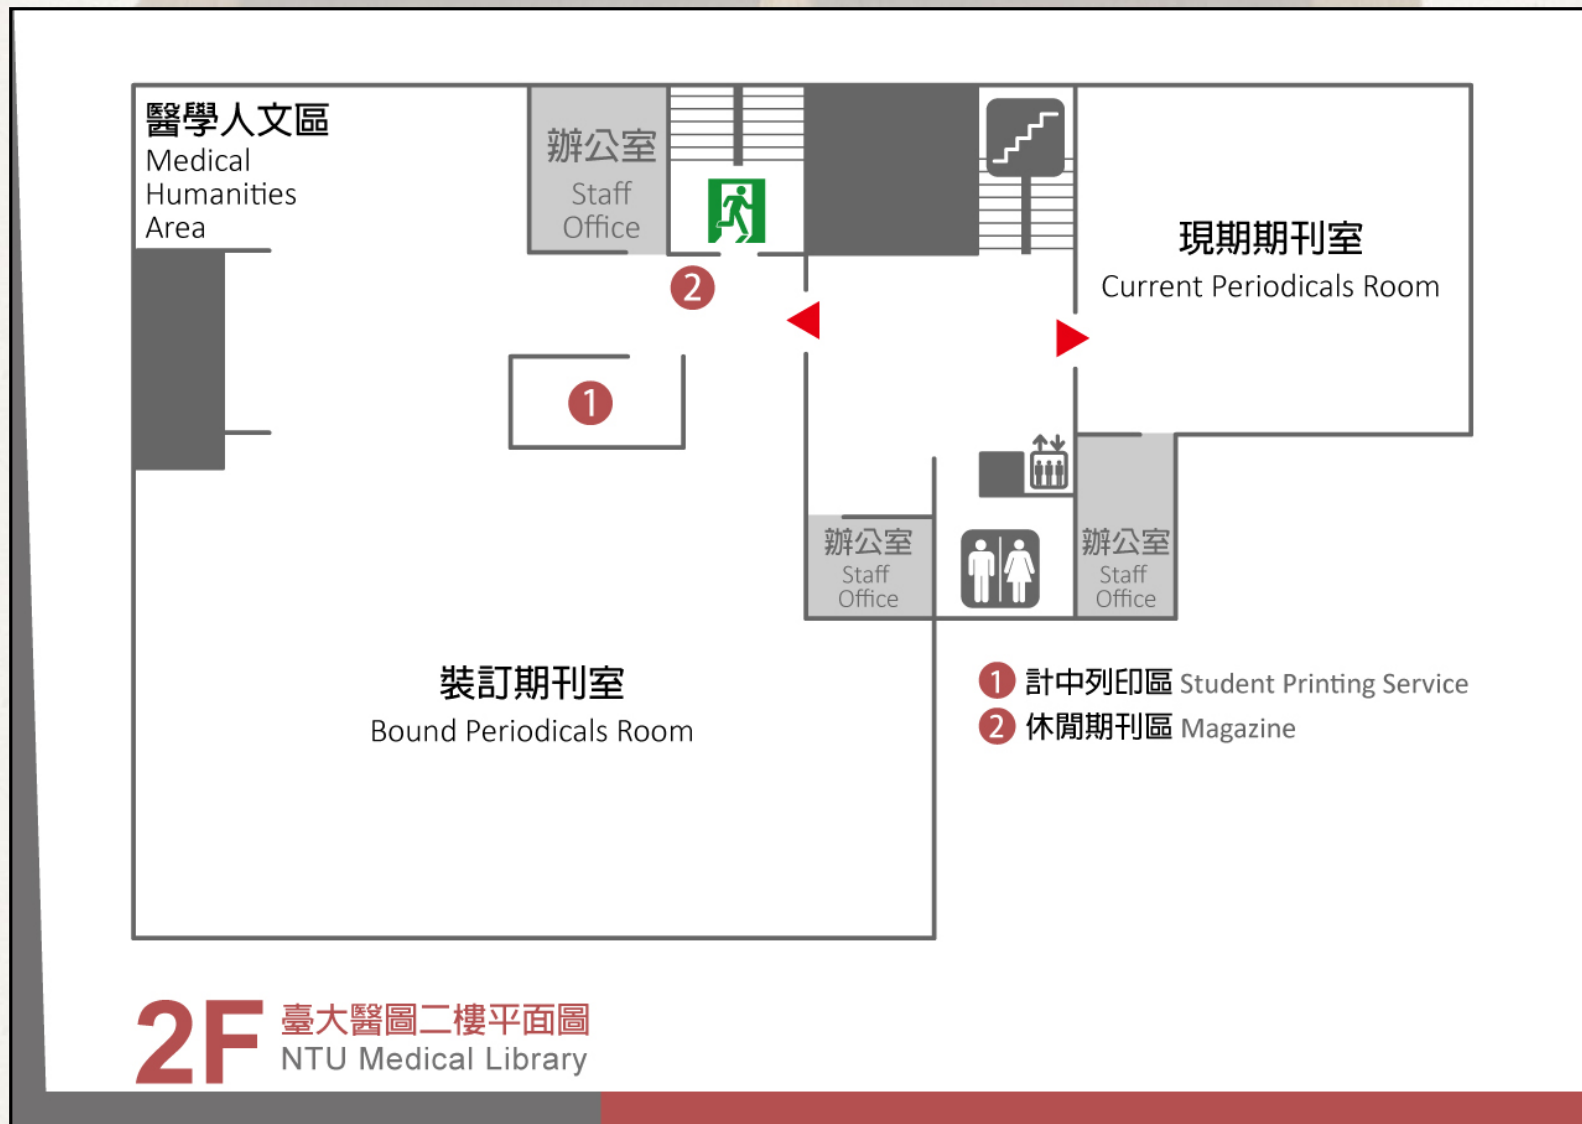 醫學人文區
Medical
Humanities
Area
辦公室
Staff
Office
現期期刊室
Current Periodicals Room
2
1
辦公室
Staff
Office
辦公室
Staff
Office
裝訂期刊室
Bound Periodicals Room
1 計中列印區 Student Printing Service
2 休閒期刊區 Magazine
2F 臺大醫圖二樓平面圖
NTU Medical Library